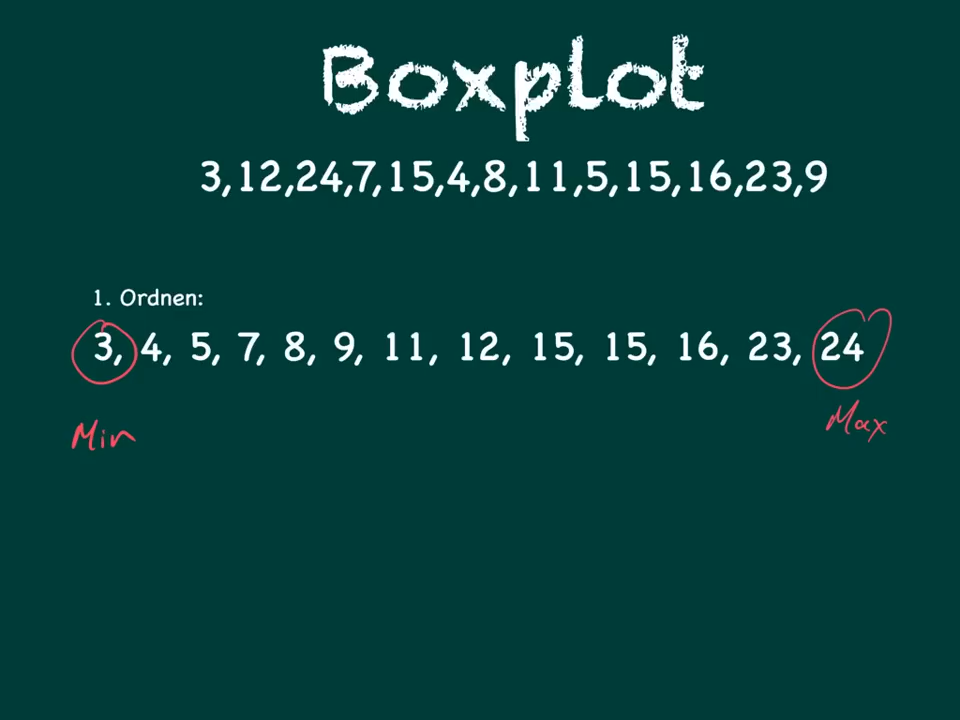 Boxplot
3,12,24,7,15,4,8,11,5,15,16,23,9
1. Ordnen:
3, 4, 5, 7, 8, 9, 11, 12, 15, 15, 16, 23, 24
Min Max